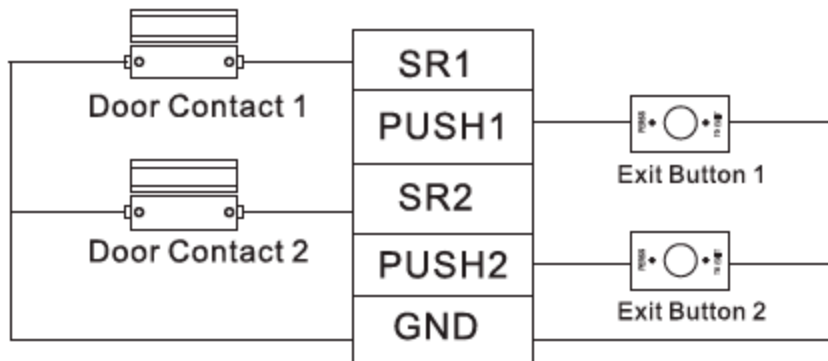 SR1
Door Contact 1
PUSH1
Exit Button 1
SR2
Door Contact 2
PUSH2
Exit Button 2
GND